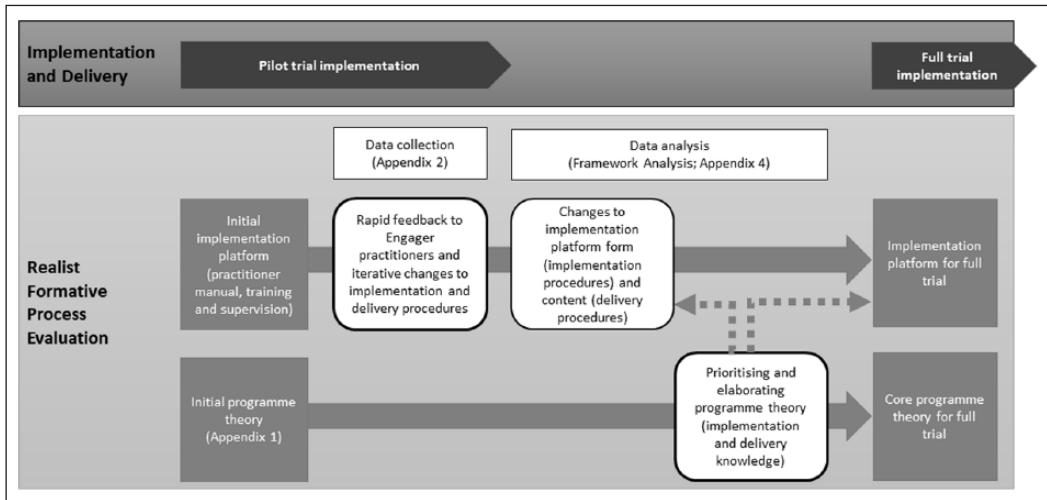 Implementation
and Delivery
Pilot trial implementation
Full trial
implementation
Data collection
(Appendix 2)
Data analysis
(Framework Analysis; Appendix 4)
Realist
Formative
Process
Evaluation
Initial
implementation
platform
(practitioner
manual, training
and supervision)
Rapid feedback to
Engager
practitioners and
iterative changes to
implementation and
delivery procedures
Changes to
implementation
platform form
(implementation
procedures) and
content (delivery
procedures)
Implementation
platform for full
trial
Initial programme
theory
(Appendix 1)
Prioritising and
elaborating
programme theory
(implementation
and delivery
knowledge)
Core programme
theory for full
trial